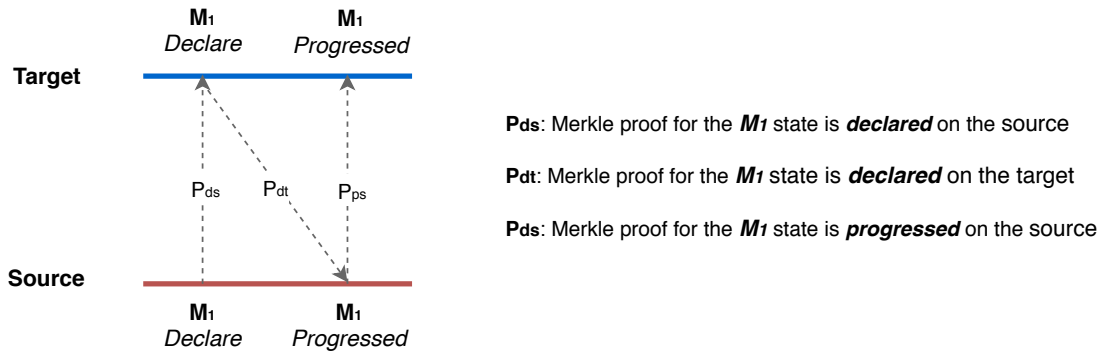 M1 M1
Declare Progressed
Target
Pds Pdt Pps
Source
M1 M1
Declare Progressed
Pds: Merkle proof for the M1 state is declared on the source
Pdt: Merkle proof for the M1 state is declared on the target
Pds: Merkle proof for the M1 state is progressed on the source